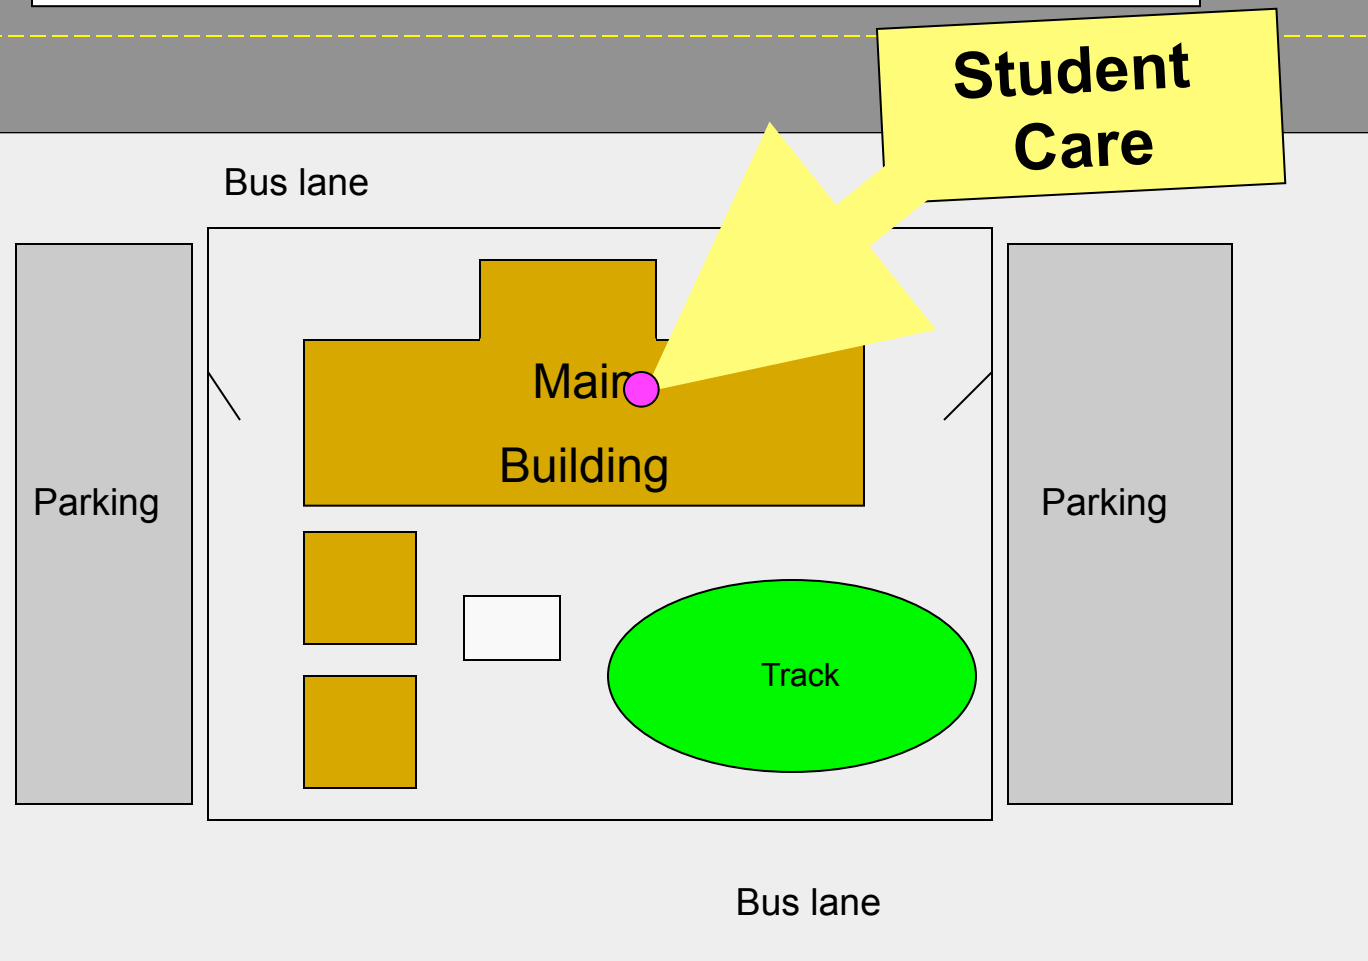 Student
Care
Bus lane
Main
Building
Parking
Parking
Track
Bus lane